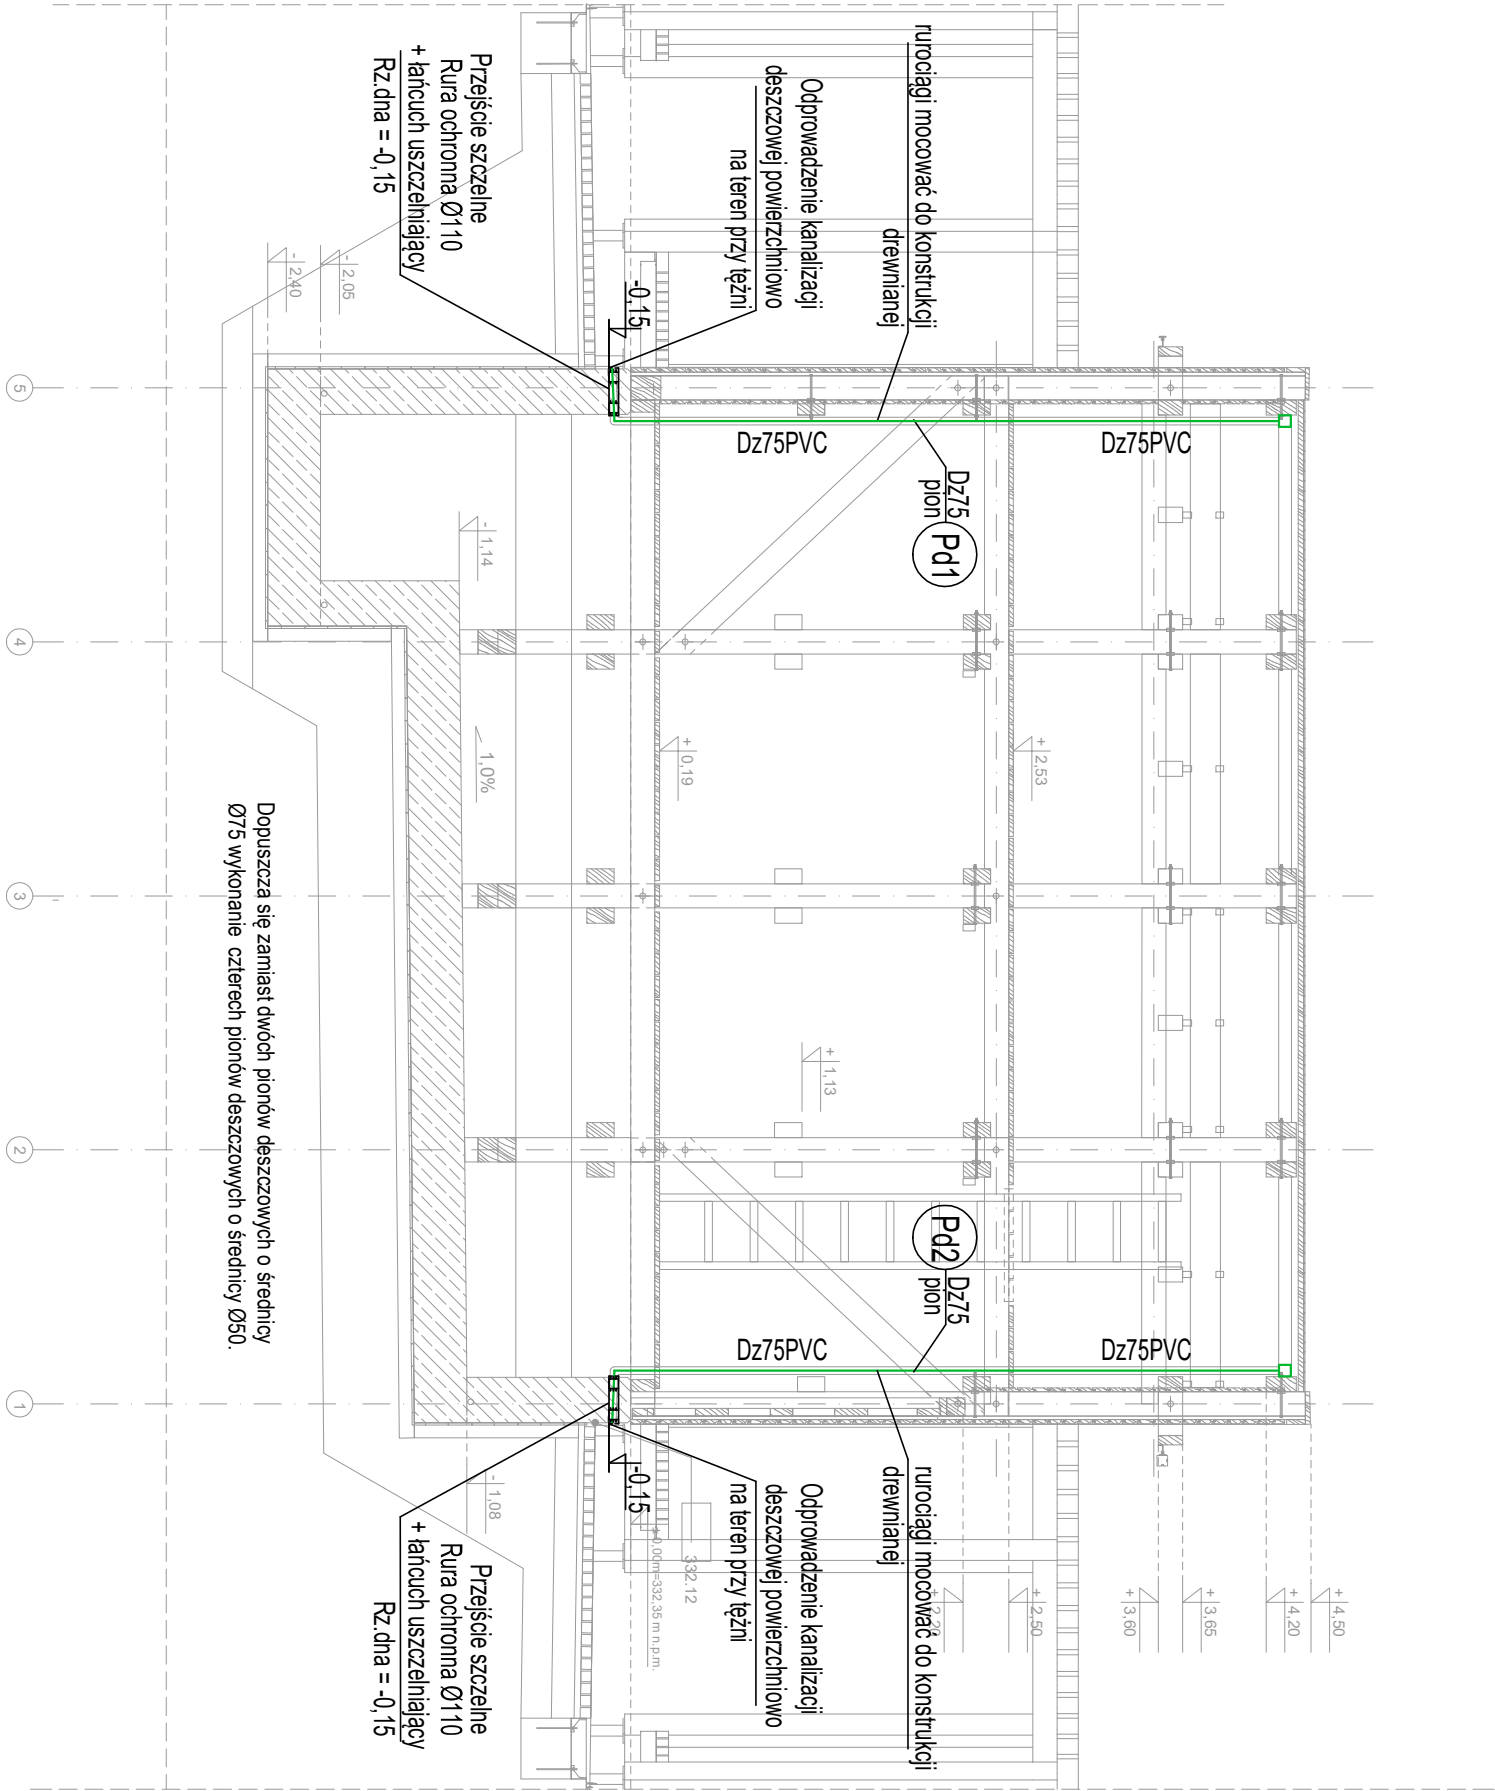 + 4,50
+ 4,20
+ 3,65
+ 3,60
+ 2,50
+ 2,53
+ 1,13
+ 0,19
rurociągi mocować do konstrukcji
drewnianej
Odprowadzenie kanalizacji
deszczowej powierzchniowo
na teren przy tężni
-0,15
Przejście szczelne
Rura ochronna Ø110
+ łańcuch uszczelniający
Rz.dna = -0,15
- 2,05
- 2,40
Dz75PVC
Dz75PVC
Dz75
pion
Pd1
- 1,14
1,0%
Pd2
Dz75
pion
Dz75PVC
Dz75PVC
rurociągi mocować do konstrukcji
drewnianej
Odprowadzenie kanalizacji
deszczowej powierzchniowo
na teren przy tężni
332.12
0,00m=332,35 m n.p.m.
-0,15
Przejście szczelne
Rura ochronna Ø110
+ łańcuch uszczelniający
Rz.dna = -0,15
- 1,08
Dopuszcza się zamiast dwóch pionów deszczowych o średnicy
Ø75 wykonanie czterech pionów deszczowych o średnicy Ø50.
5
4
3
2
1